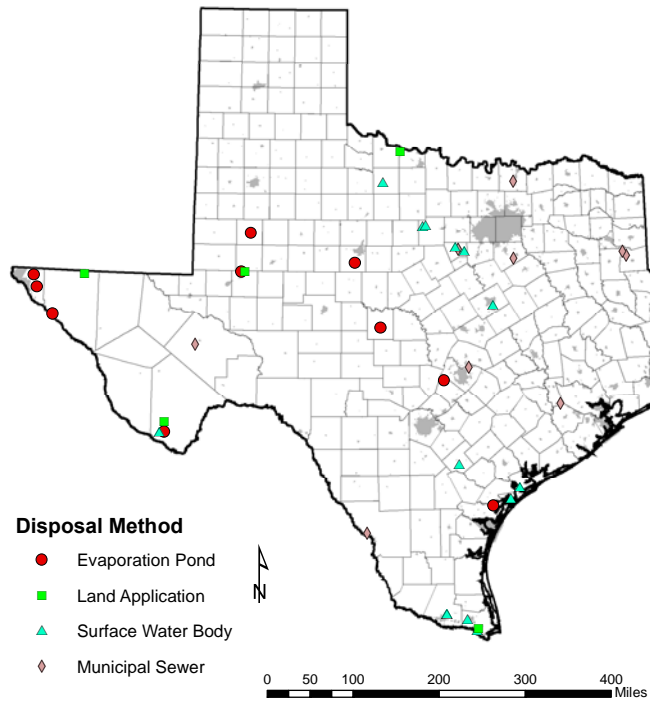 Disposal Method
Evaporation Pond
Land Application
Surface Water Body
Municipal Sewer
N
0 50 100 200 300 400
Miles